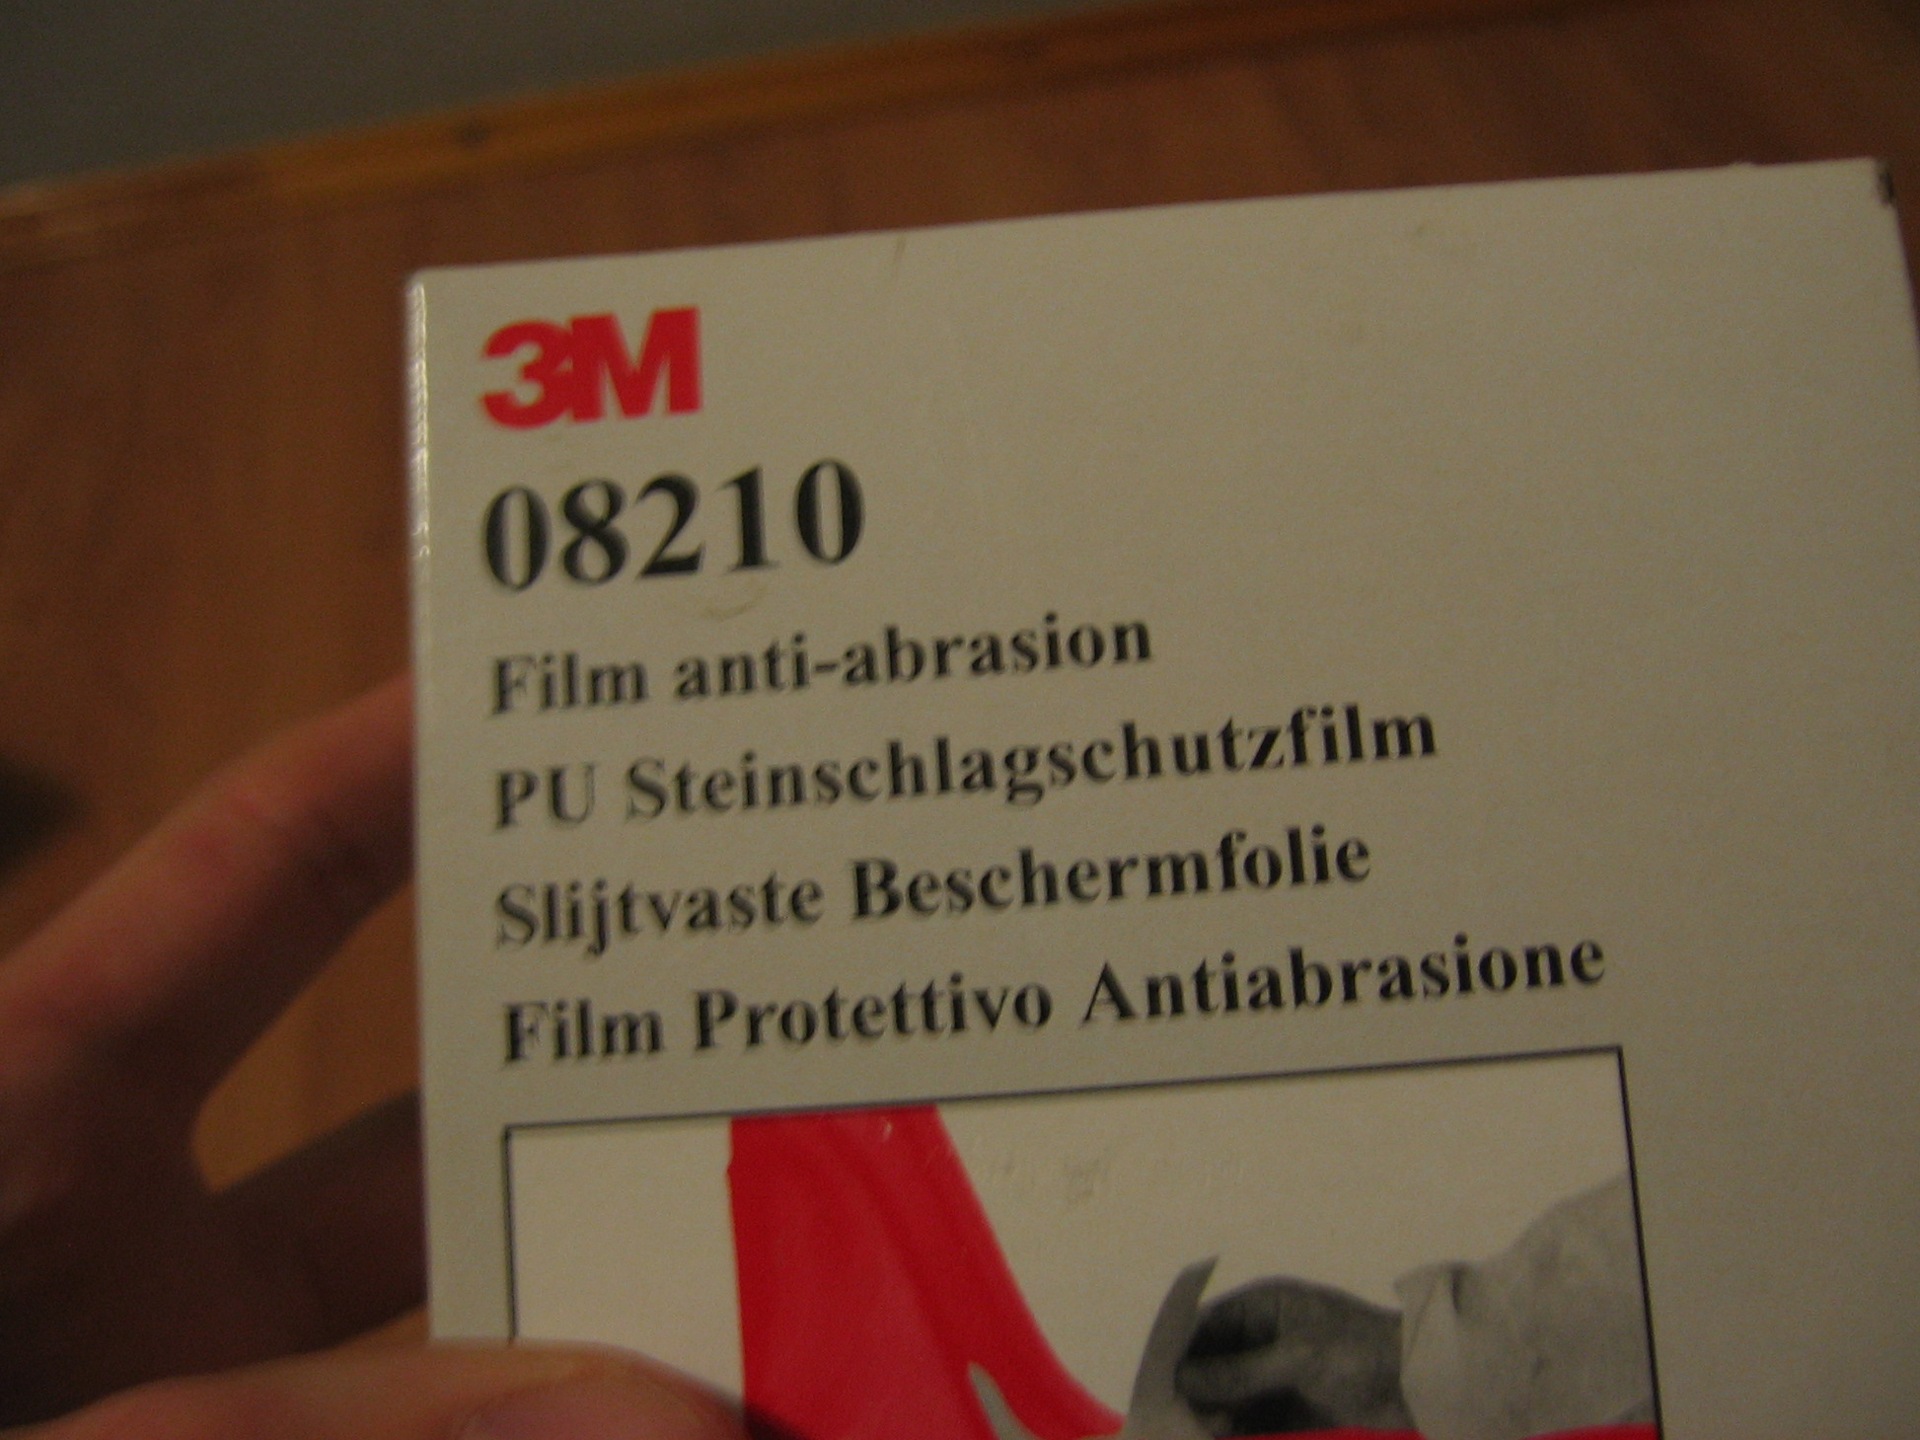 3M
08210
Film anti-abrasion
PU Steinschlagschutzfilm
Slijtvaste Beschermfolie
Film Protettivo Antiabrasione